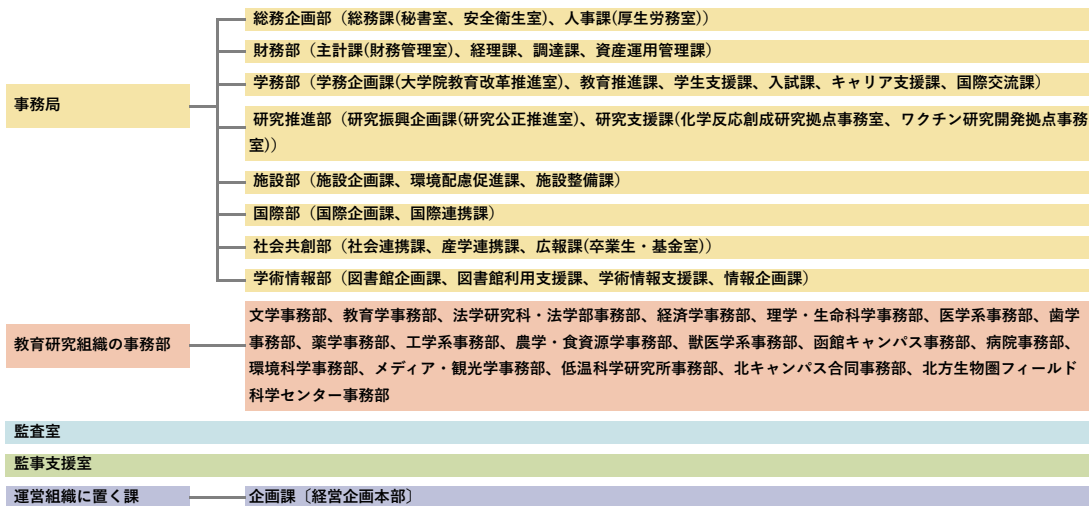 総務企画部（総務課(秘書室、安全衛生室)、人事課(厚生労務室)）
財務部（主計課(財務管理室)、経理課、調達課、資産運用管理課）
学務部（学務企画課(大学院教育改革推進室)、教育推進課、学生支援課、入試課、キャリア支援課、国際交流課）
事務局
研究推進部（研究振興企画課(研究公正推進室)、研究支援課(化学反応創成研究拠点事務室、ワクチン研究開発拠点事務
室)）
施設部（施設企画課、環境配慮促進課、施設整備課）
国際部（国際企画課、国際連携課）
社会共創部（社会連携課、産学連携課、広報課(卒業生・基金室)）
学術情報部（図書館企画課、図書館利用支援課、学術情報支援課、情報企画課）
教育研究組織の事務部
文学事務部、教育学事務部、法学研究科・法学部事務部、経済学事務部、理学・生命科学事務部、医学系事務部、歯学
事務部、薬学事務部、工学系事務部、農学・食資源学事務部、獣医学系事務部、函館キャンパス事務部、病院事務部、
環境科学事務部、メディア・観光学事務部、低温科学研究所事務部、北キャンパス合同事務部、北方生物圏フィールド
科学センター事務部
監査室
監事支援室
運営組織に置く課
企画課〔経営企画本部〕